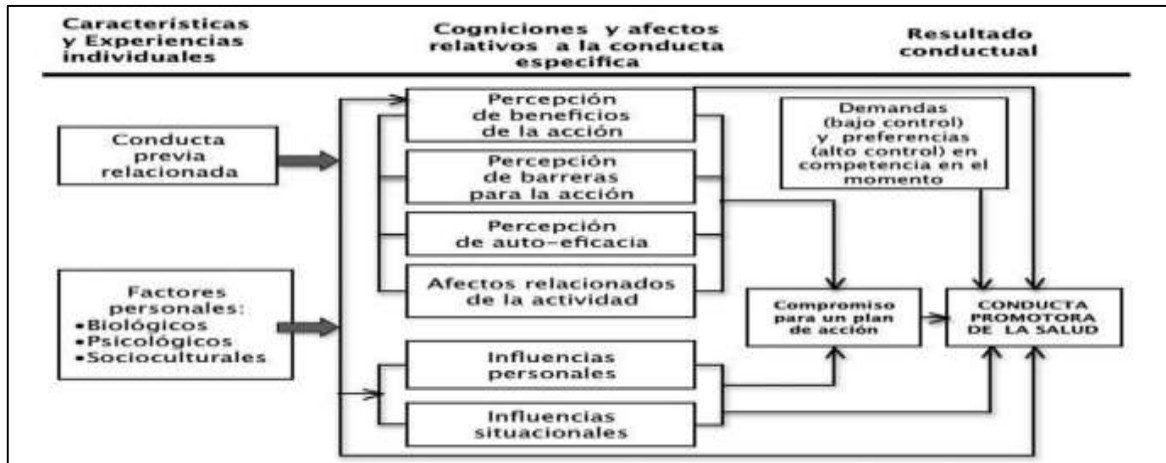 Características
y Experiencias
individuales
Cogniciones y afectos
relativos a la conducta
especifica
Resultado
conductual
Conducta
previa
relacionada
Factores
personales:
•Biológicos
•Psicológicos
•Socioculturales
Percepción
de beneficios
de la acción
Percepción
de barreras
para la acción
Percepción
de auto-eficacia
Afectos relacionados
de la actividad
Influencias
personales
Influencias
situacionales
Demandas
(bajo control)
y preferencias
(alto control) en
competencia en el
momento
Compromiso
para un plan
de acción
CONDUCTA
PROMOTORA
DE LA SALUD